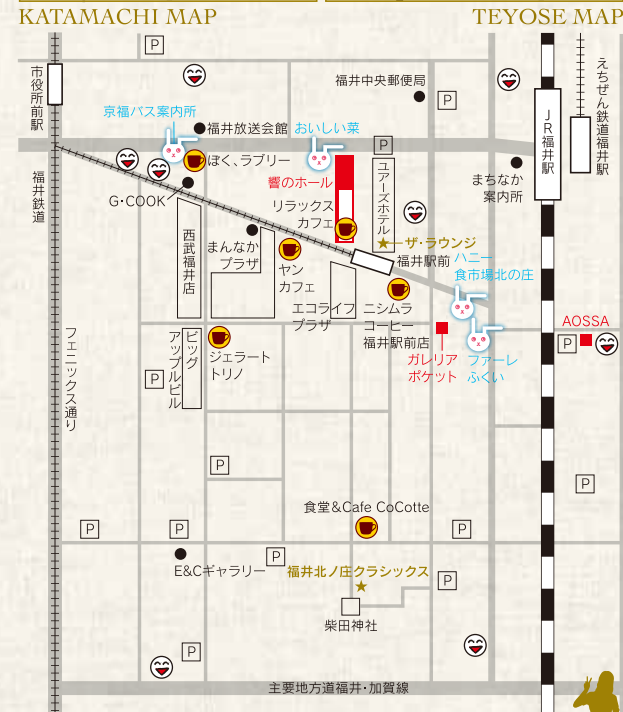 KATAMACHI MAP
TEYOSE MAP
P
市役所前駅
福井中央郵便局
P
えちぜん鉄道福井駅
JR福井駅
京福バス案内所
福井放送会館
おいしい菜
P
ぽく、ラブリー
響のホール
ユアーズホテル
まちなか
案内所
G・COOK
リラックス
カフェ
福井鉄道
西武福井店
まんなか
プラザ
ザ・ラウンジ
福井駅前
ハニー
食市場北の庄
ヤン
カフェ
エコライフ
プラザ
ニシムラ
コーヒー
福井駅前店
AOSSA
P
フェニックス通り
ビッグ
アップルビル
ジェラート
トリノ
ガレリア
ポケット
ファーレ
ふくい
P
P
P
食堂&Cafe CoCotte
P
P
P
E&Cギャラリー
P
福井北ノ庄クラシックス
P
柴田神社
P
主要地方道福井・加賀線